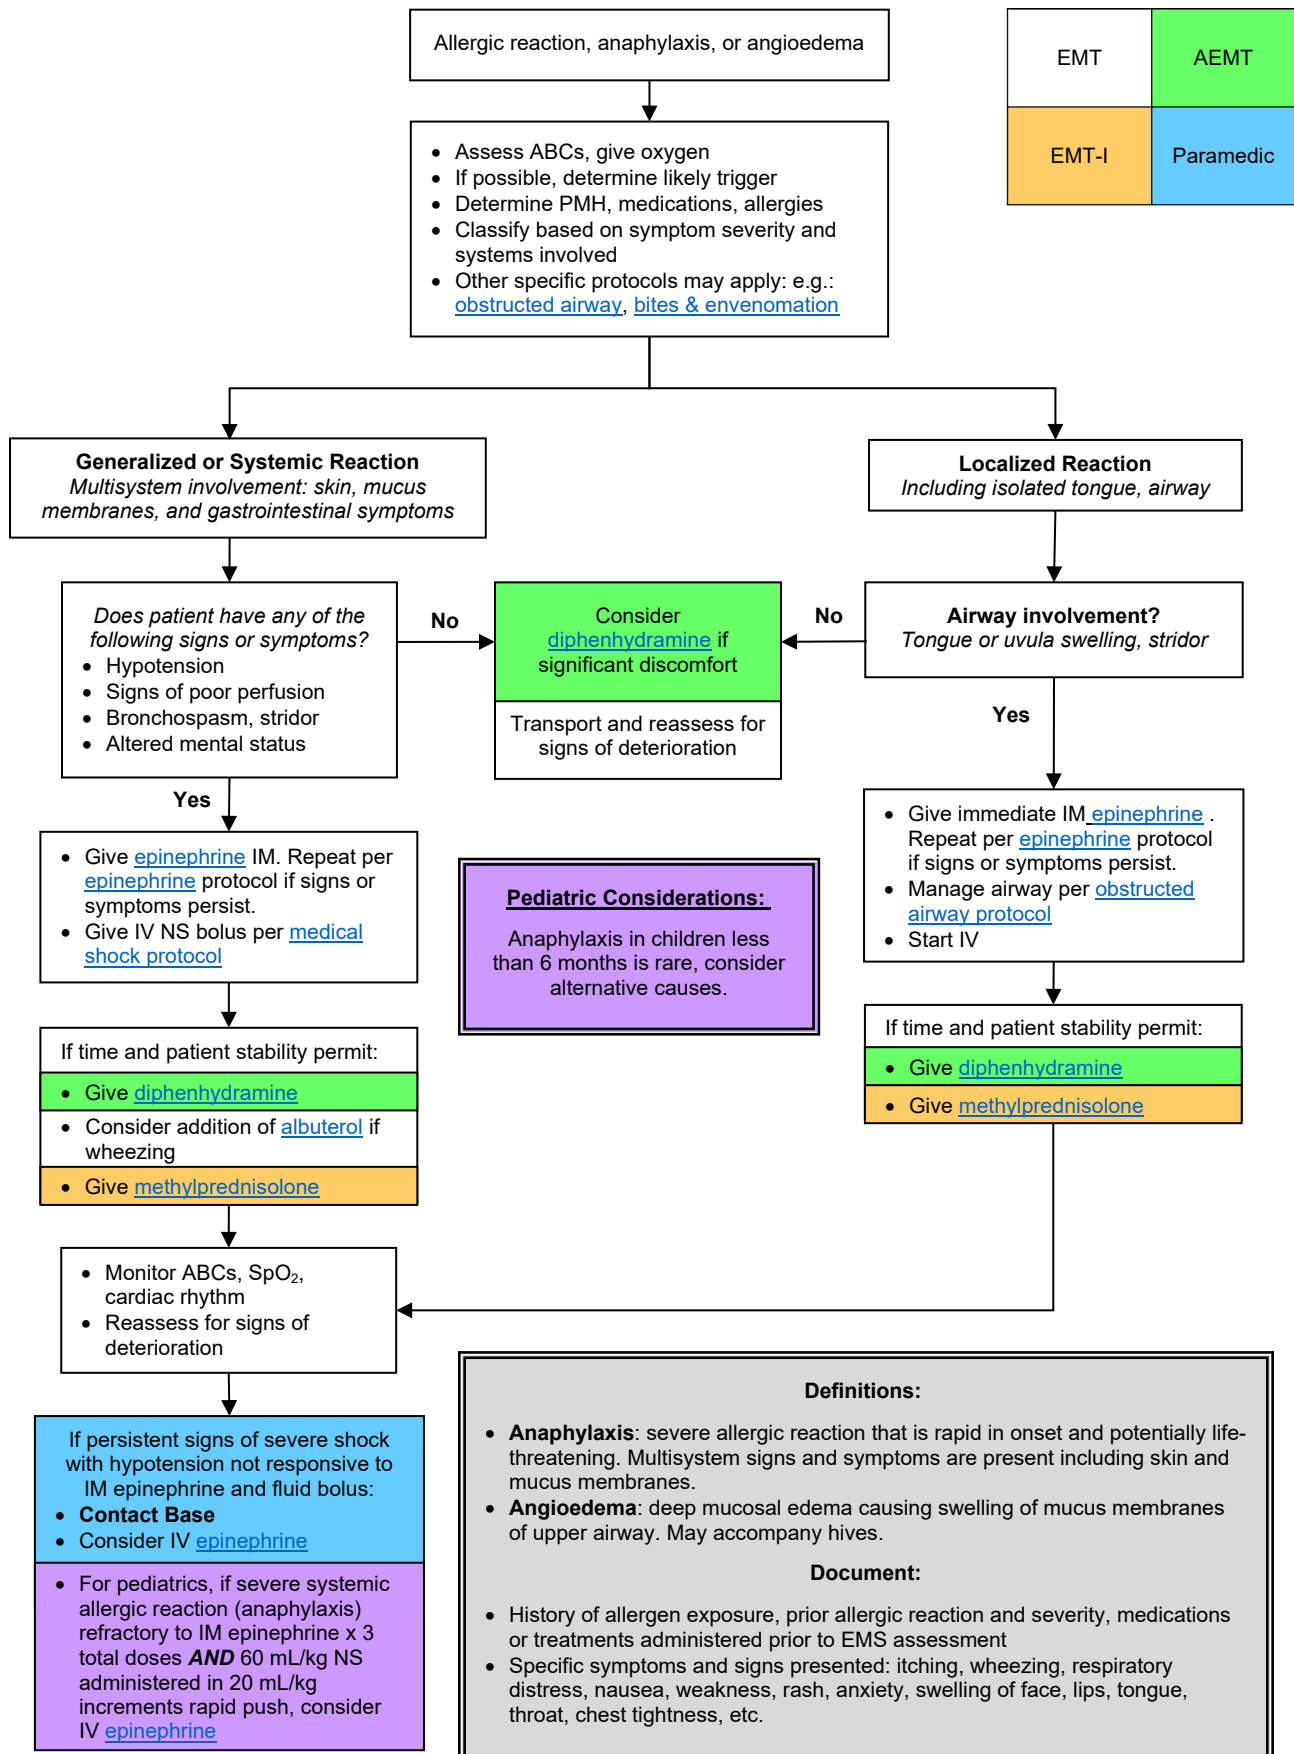 Allergic reaction, anaphylaxis, or angioedema
EMT
AEMT
EMT-I
Paramedic
• Assess ABCs, give oxygen
• If possible, determine likely trigger
• Determine PMH, medications, allergies
• Classify based on symptom severity and
systems involved
• Other specific protocols may apply: e.g.:
obstructed airway, bites & envenomation
Generalized or Systemic Reaction
Multisystem involvement: skin, mucus
membranes, and gastrointestinal symptoms
Localized Reaction
Including isolated tongue, airway
Does patient have any of the
following signs or symptoms?
• Hypotension
• Signs of poor perfusion
• Bronchospasm, stridor
• Altered mental status
No
Consider
diphenhydramine if
significant discomfort
Transport and reassess for
signs of deterioration
No
Airway involvement?
Tongue or uvula swelling, stridor
Yes
Yes
• Give epinephrine IM. Repeat per
epinephrine protocol if signs or
symptoms persist.
• Give IV NS bolus per medical
shock protocol
Pediatric Considerations:
Anaphylaxis in children less
than 6 months is rare, consider
alternative causes.
• Give immediate IM epinephrine .
Repeat per epinephrine protocol
if signs or symptoms persist.
• Manage airway per obstructed
airway protocol
• Start IV
If time and patient stability permit:
• Give diphenhydramine
• Consider addition of albuterol if
wheezing
• Give methylprednisolone
If time and patient stability permit:
• Give diphenhydramine
• Give methylprednisolone
• Monitor ABCs, SpO₂,
cardiac rhythm
• Reassess for signs of
deterioration
If persistent signs of severe shock
with hypotension not responsive to
IM epinephrine and fluid bolus:
• Contact Base
• Consider IV epinephrine
• For pediatrics, if severe systemic
allergic reaction (anaphylaxis)
refractory to IM epinephrine x 3
total doses AND 60 mL/kg NS
administered in 20 mL/kg
increments rapid push, consider
IV epinephrine
Definitions:
• Anaphylaxis: severe allergic reaction that is rapid in onset and potentially life-
threatening. Multisystem signs and symptoms are present including skin and
mucus membranes.
• Angioedema: deep mucosal edema causing swelling of mucus membranes
of upper airway. May accompany hives.
Document:
• History of allergen exposure, prior allergic reaction and severity, medications
or treatments administered prior to EMS assessment
• Specific symptoms and signs presented: itching, wheezing, respiratory
distress, nausea, weakness, rash, anxiety, swelling of face, lips, tongue,
throat, chest tightness, etc.